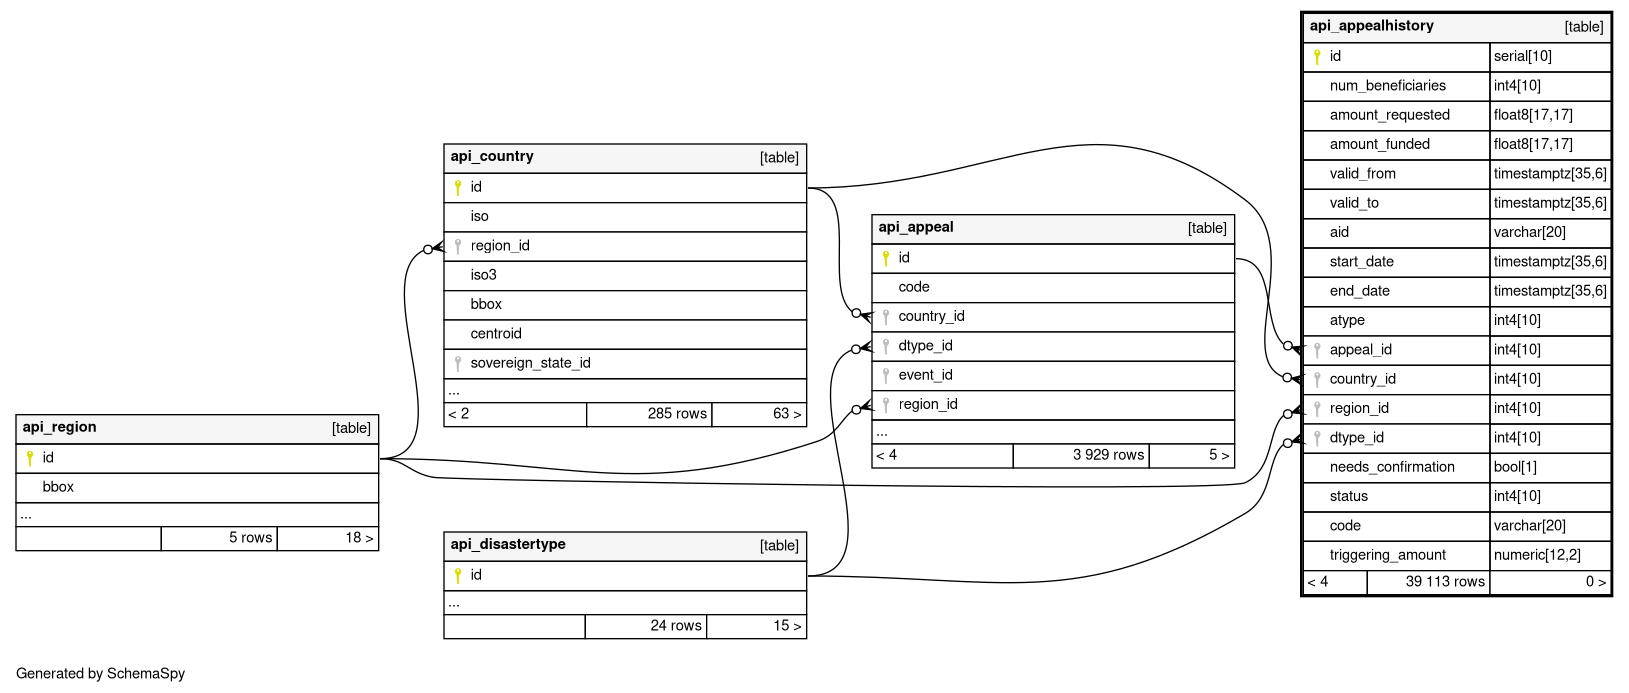 api_appealhistory [table]
id serial[10]
num_beneficiaries int4[10]
amount_requested float8[17,17]
amount_funded float8[17,17]
valid_from timestamptz[35,6]
valid_to timestamptz[35,6]
aid varchar[20]
start_date timestamptz[35,6]
end_date timestamptz[35,6]
atype int4[10]
appeal_id int4[10]
country_id int4[10]
region_id int4[10]
dtype_id int4[10]
needs_confirmation bool[1]
status int4[10]
code varchar[20]
triggering_amount numeric[12,2]
< 4 39 113 rows 0 >
api_country [table]
id
iso
region_id
iso3
bbox
centroid
sovereign_state_id
...
< 2 285 rows 63 >
api_appeal [table]
id
code
country_id
dtype_id
event_id
region_id
...
< 4 3 929 rows 5 >
api_region [table]
id
bbox
...
5 rows 18 >
api_disastertype [table]
id
...
24 rows 15 >
Generated by SchemaSpy